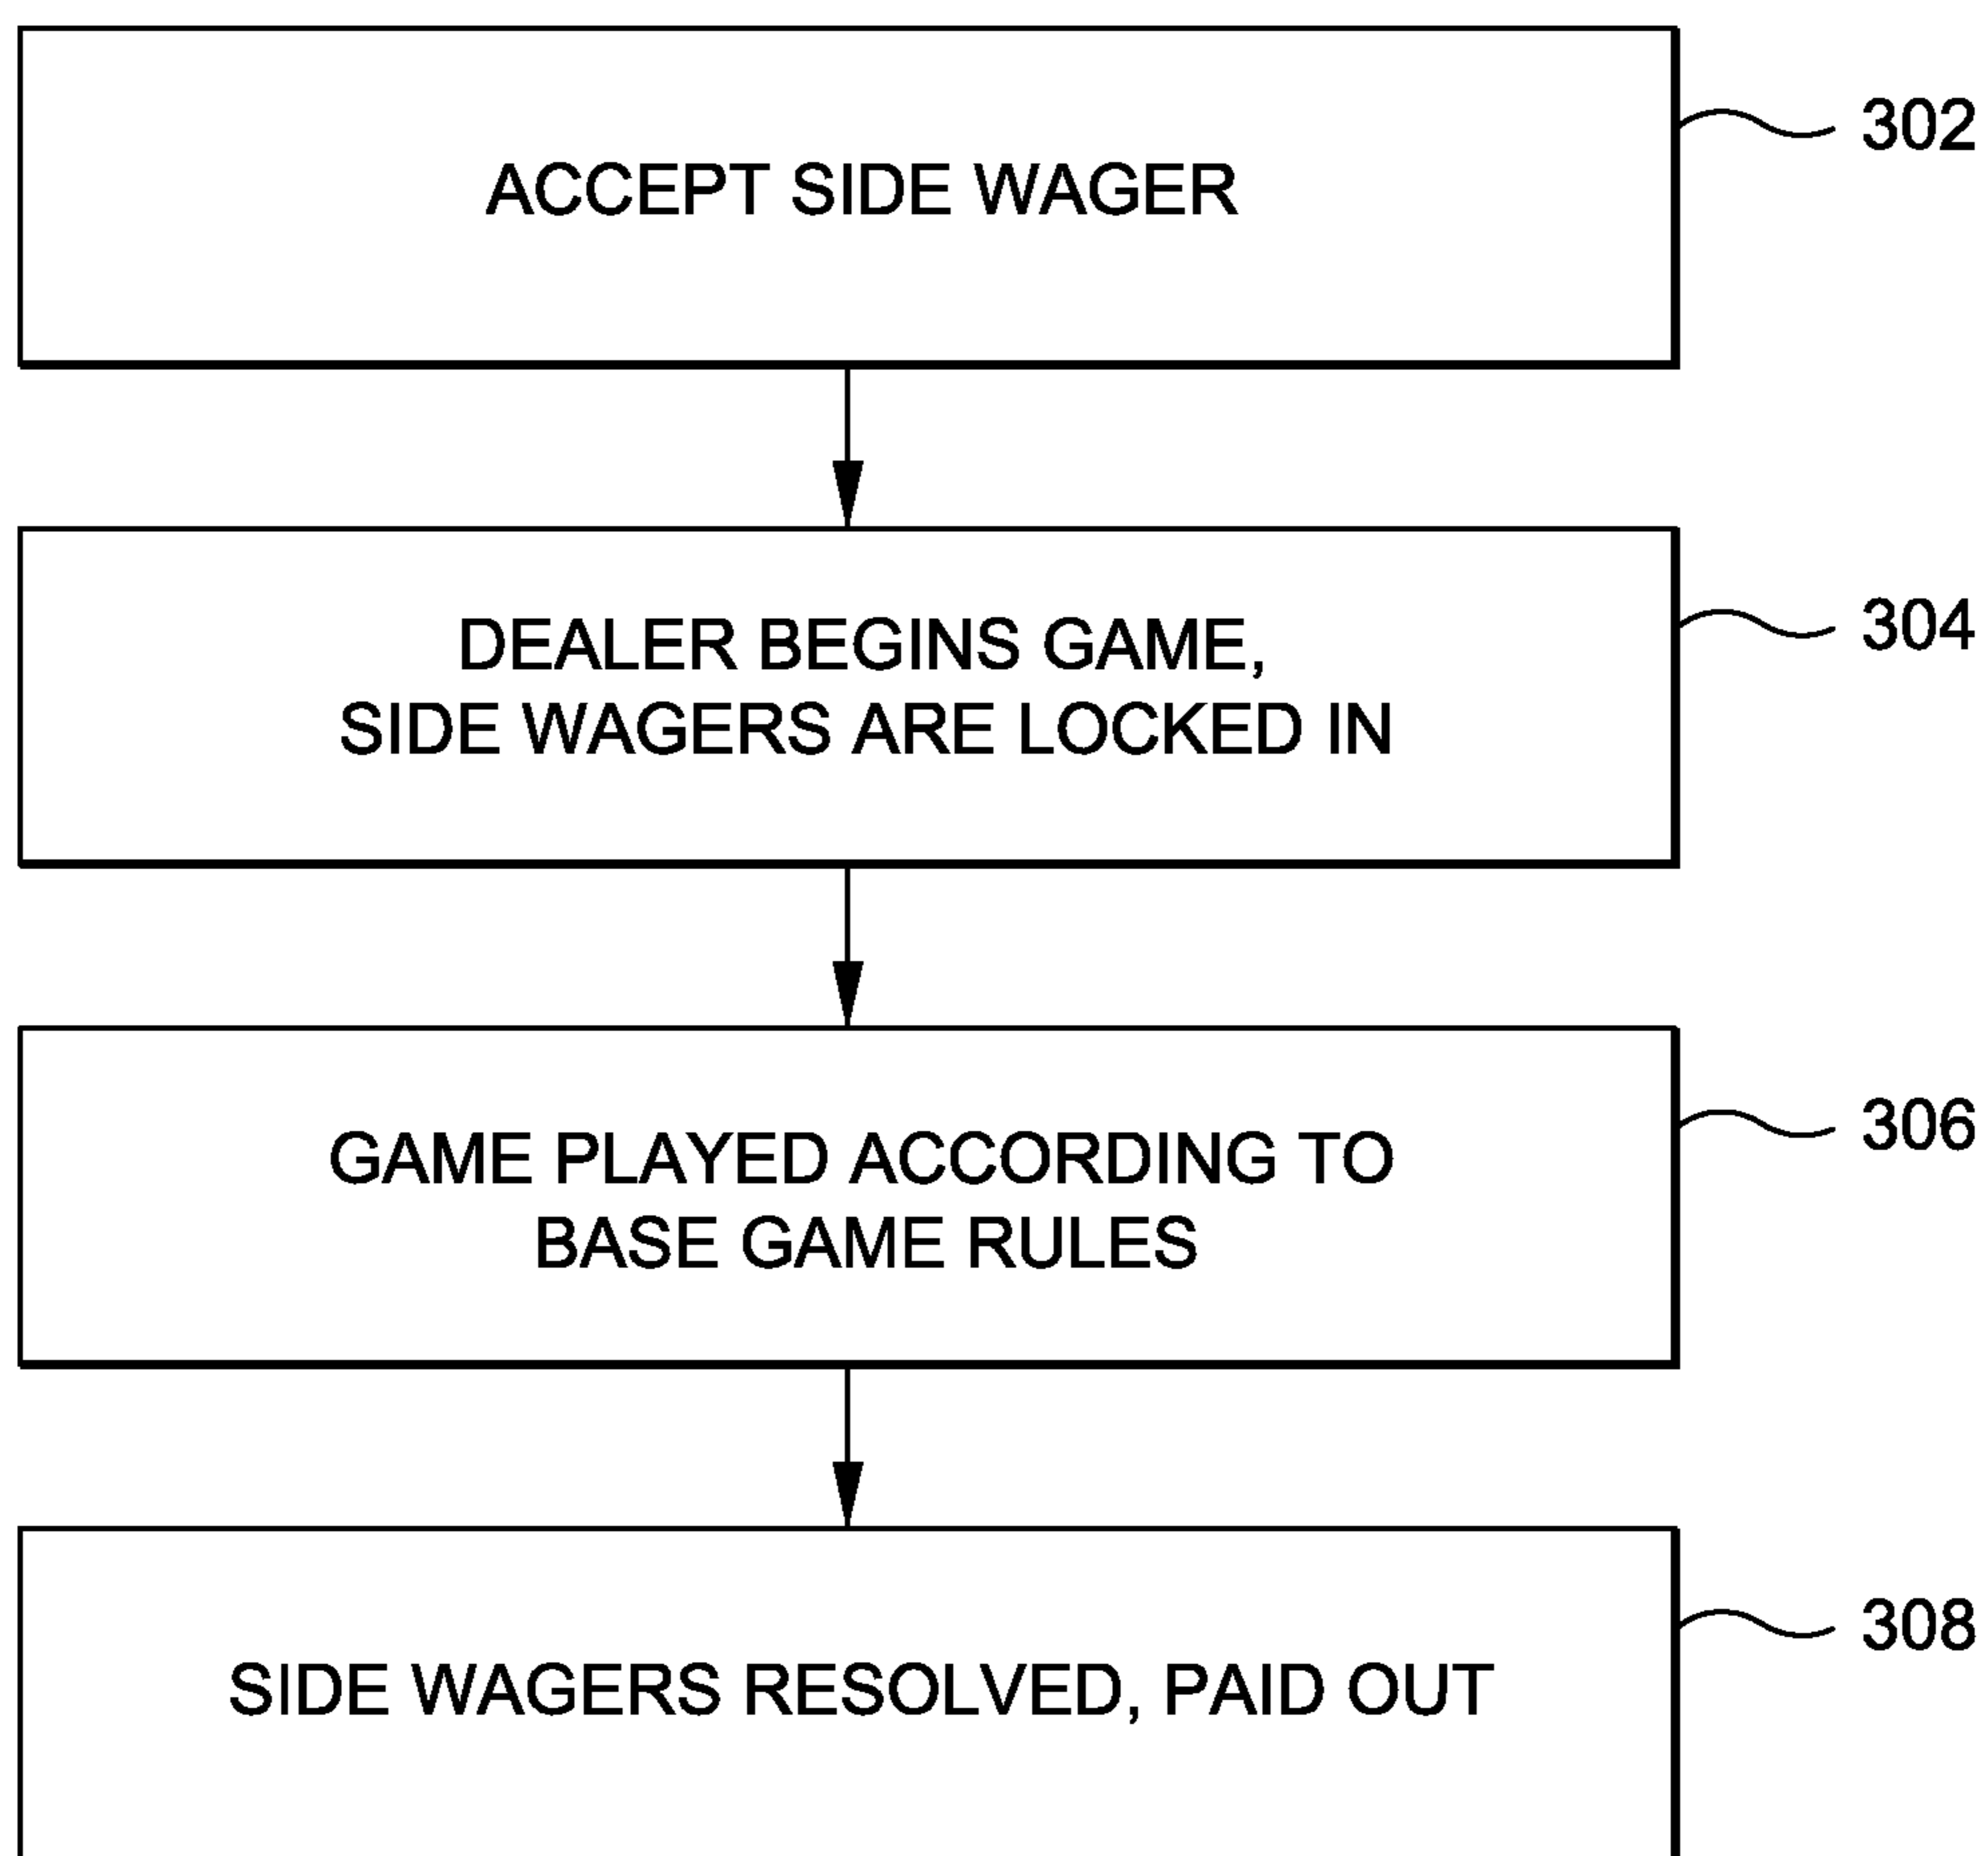 ACCEPT SIDE WAGER
302
DEALER BEGINS GAME,
SIDE WAGERS ARE LOCKED IN
304
GAME PLAYED ACCORDING TO
BASE GAME RULES
306
SIDE WAGERS RESOLVED, PAID OUT
308